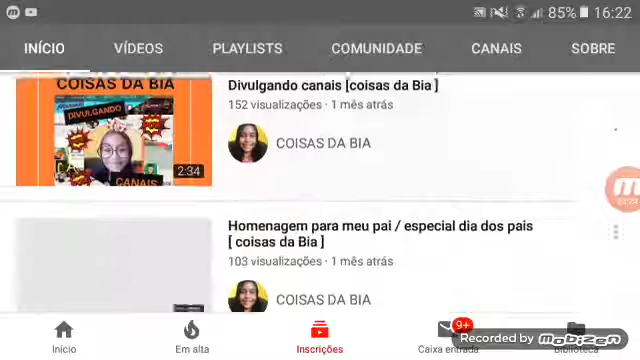 85% 16:22
INÍCIO VÍDEOS PLAYLISTS COMUNIDADE CANAIS SOBRE
COISAS DA BIA
DIVULGANDO
CANAIS
2:34
Divulgando canais [coisas da Bia ]
152 visualizações · 1 mês atrás
COISAS DA BIA
Homenagem para meu pai / especial dia dos pais
[ coisas da Bia ]
103 visualizações · 1 mês atrás
COISAS DA BIA
9+
Início Em alta Inscrições Caixa entrada Biblioteca
Recorded by Mobizen